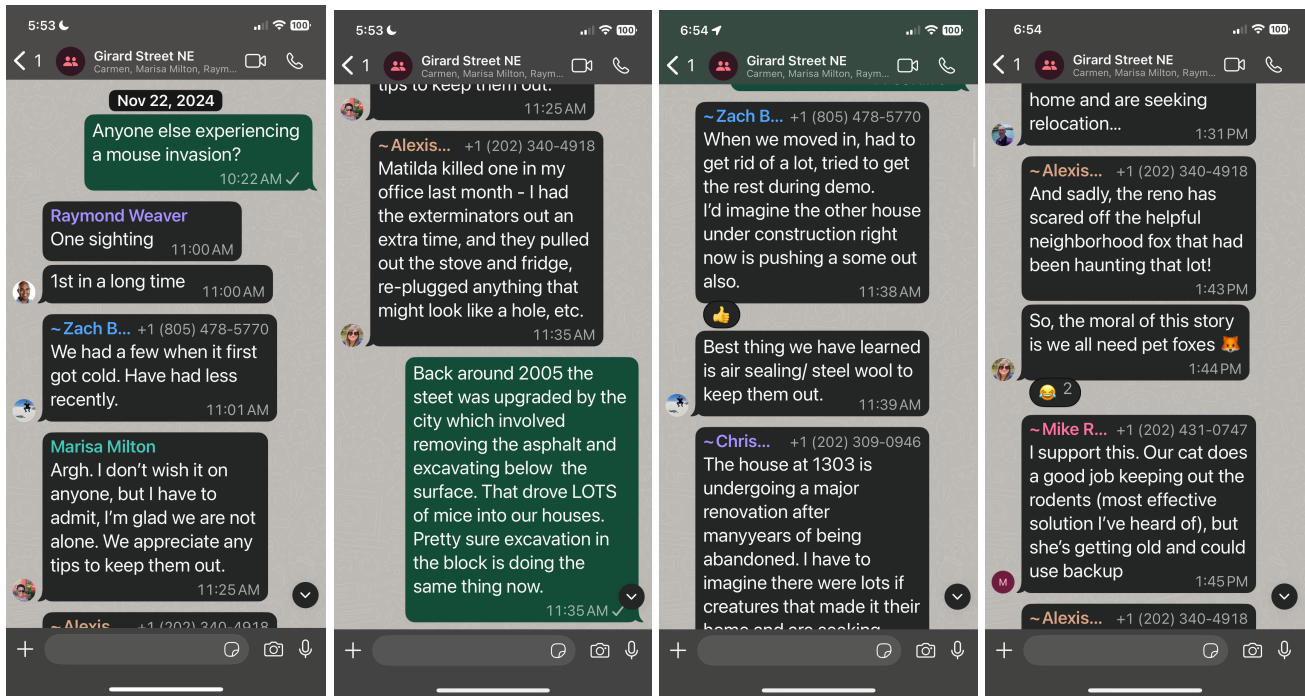 5:53
100
1
Girard Street NE
Carmen, Marisa Milton, Raym...
Nov 22, 2024
Anyone else experiencing
a mouse invasion?
10:22 AM
Raymond Weaver
One sighting
11:00 AM
1st in a long time
11:00 AM
~Zach B... +1 (805) 478-5770
We had a few when it first
got cold. Have had less
recently.
11:01 AM
Marisa Milton
Argh. I don't wish it on
anyone, but I have to
admit, I'm glad we are not
alone. We appreciate any
tips to keep them out.
11:25 AM
~Alexis... +1 (202) 340-4918
5:53
100
1
Girard Street NE
Carmen, Marisa Milton, Raym...
tips to keep them out.
11:25 AM
~Alexis... +1 (202) 340-4918
Matilda killed one in my
office last month - I had
the exterminators out an
extra time, and they pulled
out the stove and fridge,
re-plugged anything that
might look like a hole, etc.
11:35 AM
Back around 2005 the
steet was upgraded by the
city which involved
removing the asphalt and
excavating below the
surface. That drove LOTS
of mice into our houses.
Pretty sure excavation in
the block is doing the
same thing now.
11:35 AM
6:54
100
1
Girard Street NE
Carmen, Marisa Milton, Raym...
~Zach B... +1 (805) 478-5770
When we moved in, had to
get rid of a lot, tried to get
the rest during demo.
I'd imagine the other house
under construction right
now is pushing a some out
also.
11:38 AM
Best thing we have learned
is air sealing/ steel wool to
keep them out.
11:39 AM
~Chris... +1 (202) 309-0946
The house at 1303 is
undergoing a major
renovation after
manyyears of being
abandoned. I have to
imagine there were lots if
creatures that made it their
home and are seeking
6:54
100
1
Girard Street NE
Carmen, Marisa Milton, Raym...
home and are seeking
relocation...
1:31 PM
~Alexis... +1 (202) 340-4918
And sadly, the reno has
scared off the helpful
neighborhood fox that had
been haunting that lot!
1:43 PM
So, the moral of this story
is we all need pet foxes 🦊
1:44 PM
2
~Mike R... +1 (202) 431-0747
I support this. Our cat does
a good job keeping out the
rodents (most effective
solution I've heard of), but
she's getting old and could
use backup
M
1:45 PM
~Alexis... +1 (202) 340-4918